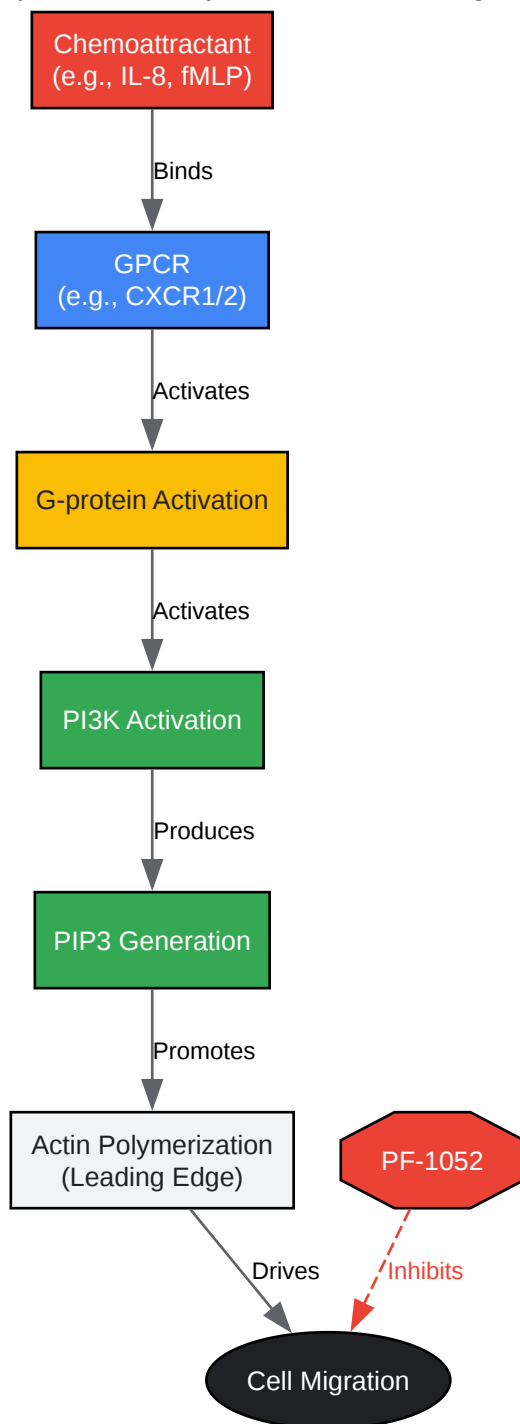 Chemoattractant
(e.g., IL-8, fMLP)
Binds
GPCR
(e.g., CXCR1/2)
Activates
G-protein Activation
Activates
PI3K Activation
Produces
PIP3 Generation
Promotes
Actin Polymerization
(Leading Edge)
PF-1052
Drives
Inhibits
Cell Migration